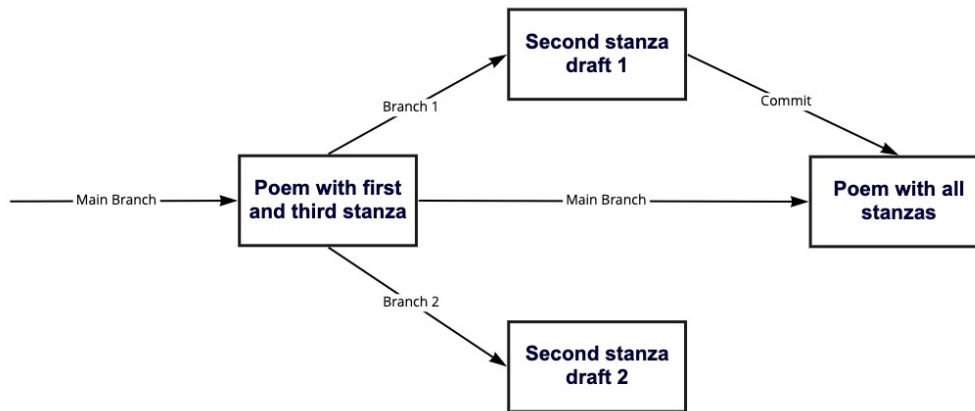 Second stanza
draft 1
Branch 1
Commit
Main Branch
Poem with first
and third stanza
Main Branch
Poem with all
stanzas
Branch 2
Second stanza
draft 2